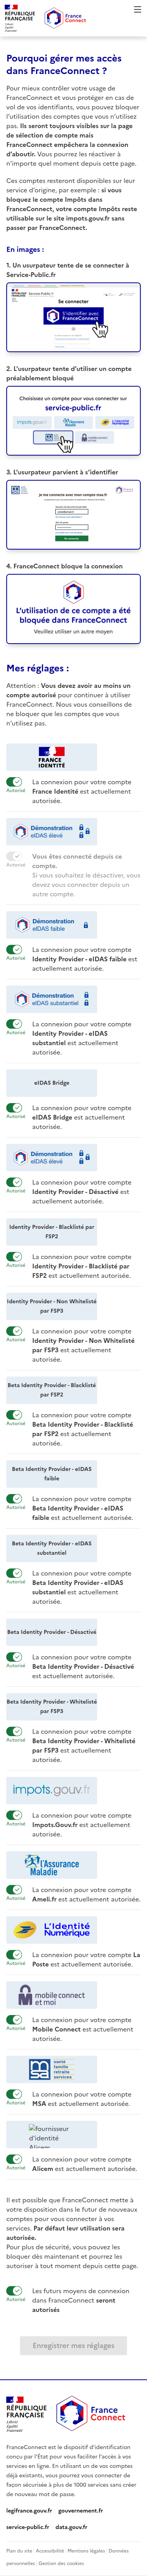 RÉPUBLIQUE
FRANÇAISE
Liberté
Égalité
Fraternité
France
Connect
Pourquoi gérer mes accès
dans FranceConnect ?
Pour mieux contrôler votre usage de
FranceConnect et vous protéger en cas de
vol de vos identifiants, vous pouvez bloquer
l'utilisation des comptes que vous n'utilisez
pas. Ils seront toujours visibles sur la page
de sélection de compte mais
FranceConnect empêchera la connexion
d'aboutir. Vous pourrez les réactiver à
n'importe quel moment depuis cette page.
Ces comptes resteront disponibles sur leur
service d'origine, par exemple : si vous
bloquez le compte Impôts dans
FranceConnect, votre compte Impôts reste
utilisable sur le site impots.gouv.fr sans
passer par FranceConnect.
En images :
1. Un usurpateur tente de se connecter à
Service-Public.fr
Service-Public.fr
Se connecter
S'identifier avec
FranceConnect
2. L'usurpateur tente d'utiliser un compte
préalablement bloqué
Choisissez un compte pour vous connecter sur
service-public.fr
impots.gouv.fr
l'Assurance
Maladie
L'Identité
Numérique
mobile connect
et moi
3. L'usurpateur parvient à s'identifier
Je me connecte avec mon compte msa.fr
4. FranceConnect bloque la connexion
L'utilisation de ce compte a été
bloquée dans FranceConnect
Veuillez utiliser un autre moyen
Mes réglages :
Attention : Vous devez avoir au moins un
compte autorisé pour continuer à utiliser
FranceConnect. Nous vous conseillons de
ne bloquer que les comptes que vous
n'utilisez pas.
FRANCE
IDENTITÉ
Autorisé
La connexion pour votre compte
France Identité est actuellement
autorisée.
Démonstration
eIDAS élevé
Autorisé
Vous êtes connecté depuis ce
compte.
Si vous souhaitez le désactiver, vous
devez vous connecter depuis un
autre compte.
Démonstration
eIDAS faible
Autorisé
La connexion pour votre compte
Identity Provider - eIDAS faible est
actuellement autorisée.
Démonstration
eIDAS substantiel
Autorisé
La connexion pour votre compte
Identity Provider - eIDAS
substantiel est actuellement
autorisée.
eIDAS Bridge
Autorisé
La connexion pour votre compte
eIDAS Bridge est actuellement
autorisée.
Démonstration
eIDAS élevé
Autorisé
La connexion pour votre compte
Identity Provider - Désactivé est
actuellement autorisée.
Identity Provider - Blacklisté par
FSP2
Autorisé
La connexion pour votre compte
Identity Provider - Blacklisté par
FSP2 est actuellement autorisée.
Identity Provider - Non Whitelisté
par FSP3
Autorisé
La connexion pour votre compte
Identity Provider - Non Whitelisté
par FSP3 est actuellement
autorisée.
Beta Identity Provider - Blacklisté
par FSP2
Autorisé
La connexion pour votre compte
Beta Identity Provider - Blacklisté
par FSP2 est actuellement
autorisée.
Beta Identity Provider - eIDAS
faible
Autorisé
La connexion pour votre compte
Beta Identity Provider - eIDAS
faible est actuellement autorisée.
Beta Identity Provider - eIDAS
substantiel
Autorisé
La connexion pour votre compte
Beta Identity Provider - eIDAS
substantiel est actuellement
autorisée.
Beta Identity Provider - Désactivé
Autorisé
La connexion pour votre compte
Beta Identity Provider - Désactivé
est actuellement autorisée.
Beta Identity Provider - Whitelisté
par FSP3
Autorisé
La connexion pour votre compte
Beta Identity Provider - Whitelisté
par FSP3 est actuellement
autorisée.
impots.gouv.fr
Autorisé
La connexion pour votre compte
Impots.Gouv.fr est actuellement
autorisée.
l'Assurance
Maladie
Autorisé
La connexion pour votre compte
Ameli.fr est actuellement autorisée.
L'Identité
Numérique
Autorisé
La connexion pour votre compte La
Poste est actuellement autorisée.
mobile connect
et moi
Autorisé
La connexion pour votre compte
Mobile Connect est actuellement
autorisée.
santé
famille
retraite
services
Autorisé
La connexion pour votre compte
MSA est actuellement autorisée.
fournisseur
d'identité
Alicem
Autorisé
La connexion pour votre compte
Alicem est actuellement autorisée.
Il est possible que FranceConnect mette à
votre disposition dans le futur de nouveaux
comptes pour vous connecter à vos
services. Par défaut leur utilisation sera
autorisée.
Pour plus de sécurité, vous pouvez les
bloquer dès maintenant et pourrez les
autoriser à tout moment depuis cette page.
Autorisé
Les futurs moyens de connexion
dans FranceConnect seront
autorisés
Enregistrer mes réglages
RÉPUBLIQUE
FRANÇAISE
Liberté
Égalité
Fraternité
France
Connect
FranceConnect est le dispositif d'identification
conçu par l'État pour vous faciliter l'accès à vos
services en ligne. En utilisant un de vos comptes
déjà existants, vous pourrez vous connecter de
façon sécurisée à plus de 1000 services sans créer
de nouveau mot de passe.
legifrance.gouv.fr gouvernement.fr
service-public.fr data.gouv.fr
Plan du site Accessibilité Mentions légales Données
personnelles Gestion des cookies